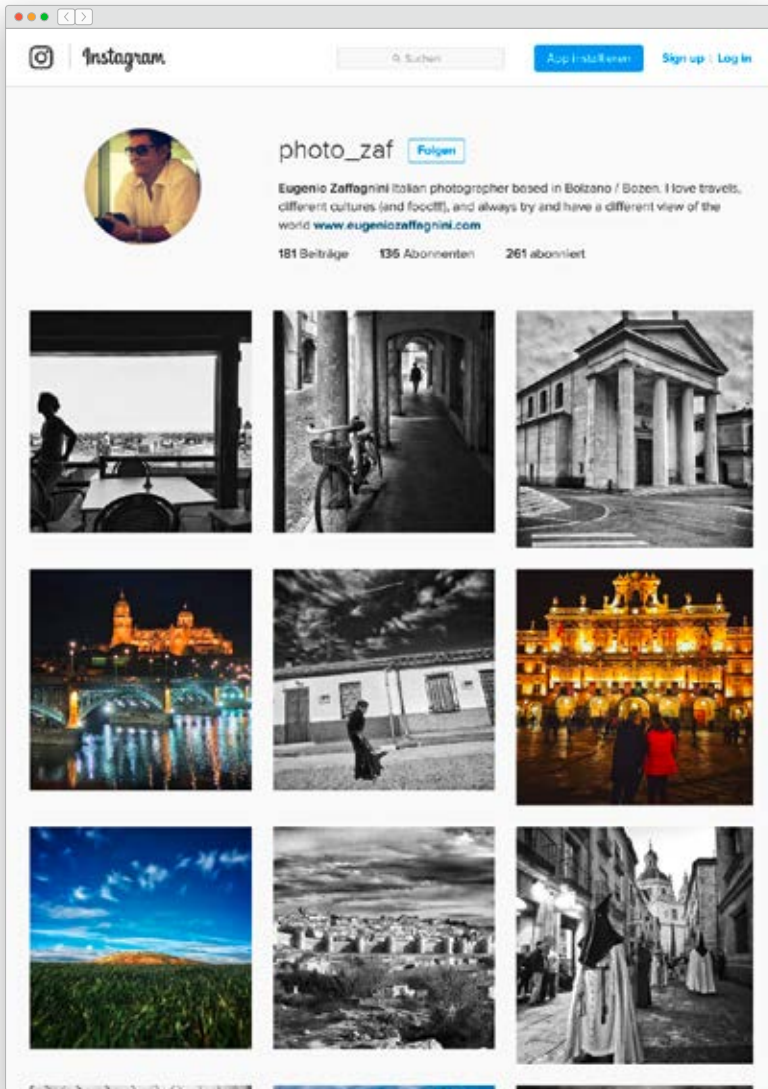 Instagram
Suchen
App installieren
Sign up | Log in
photo_zaf
Folgen
Eugenio Zaffagnini Italian photographer based in Bolzano / Bozen. I love travels,
different cultures (and food!!!), and always try and have a different view of the
world www.eugeniozaffagnini.com
181 Beiträge 136 Abonnenten 261 abonniert